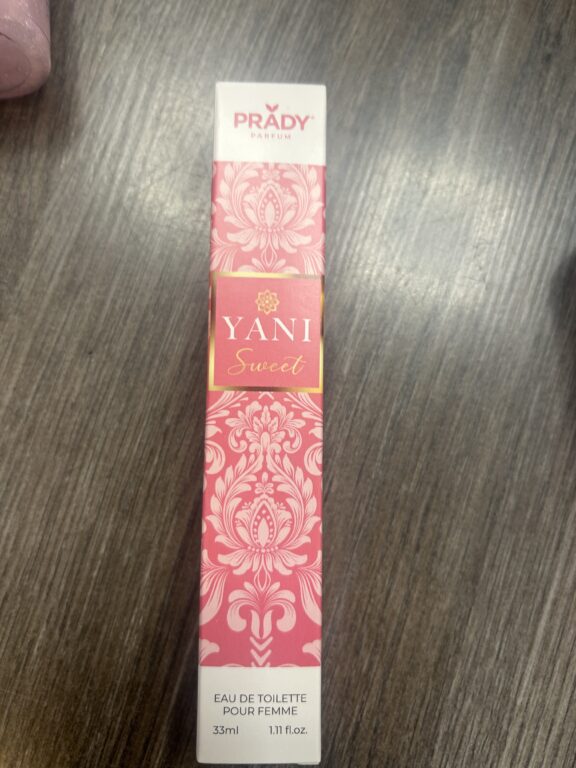 PRADY
PARFUM
YANI
Sweet
EAU DE TOILETTE
POUR FEMME
33ml 1.11 fl.oz.